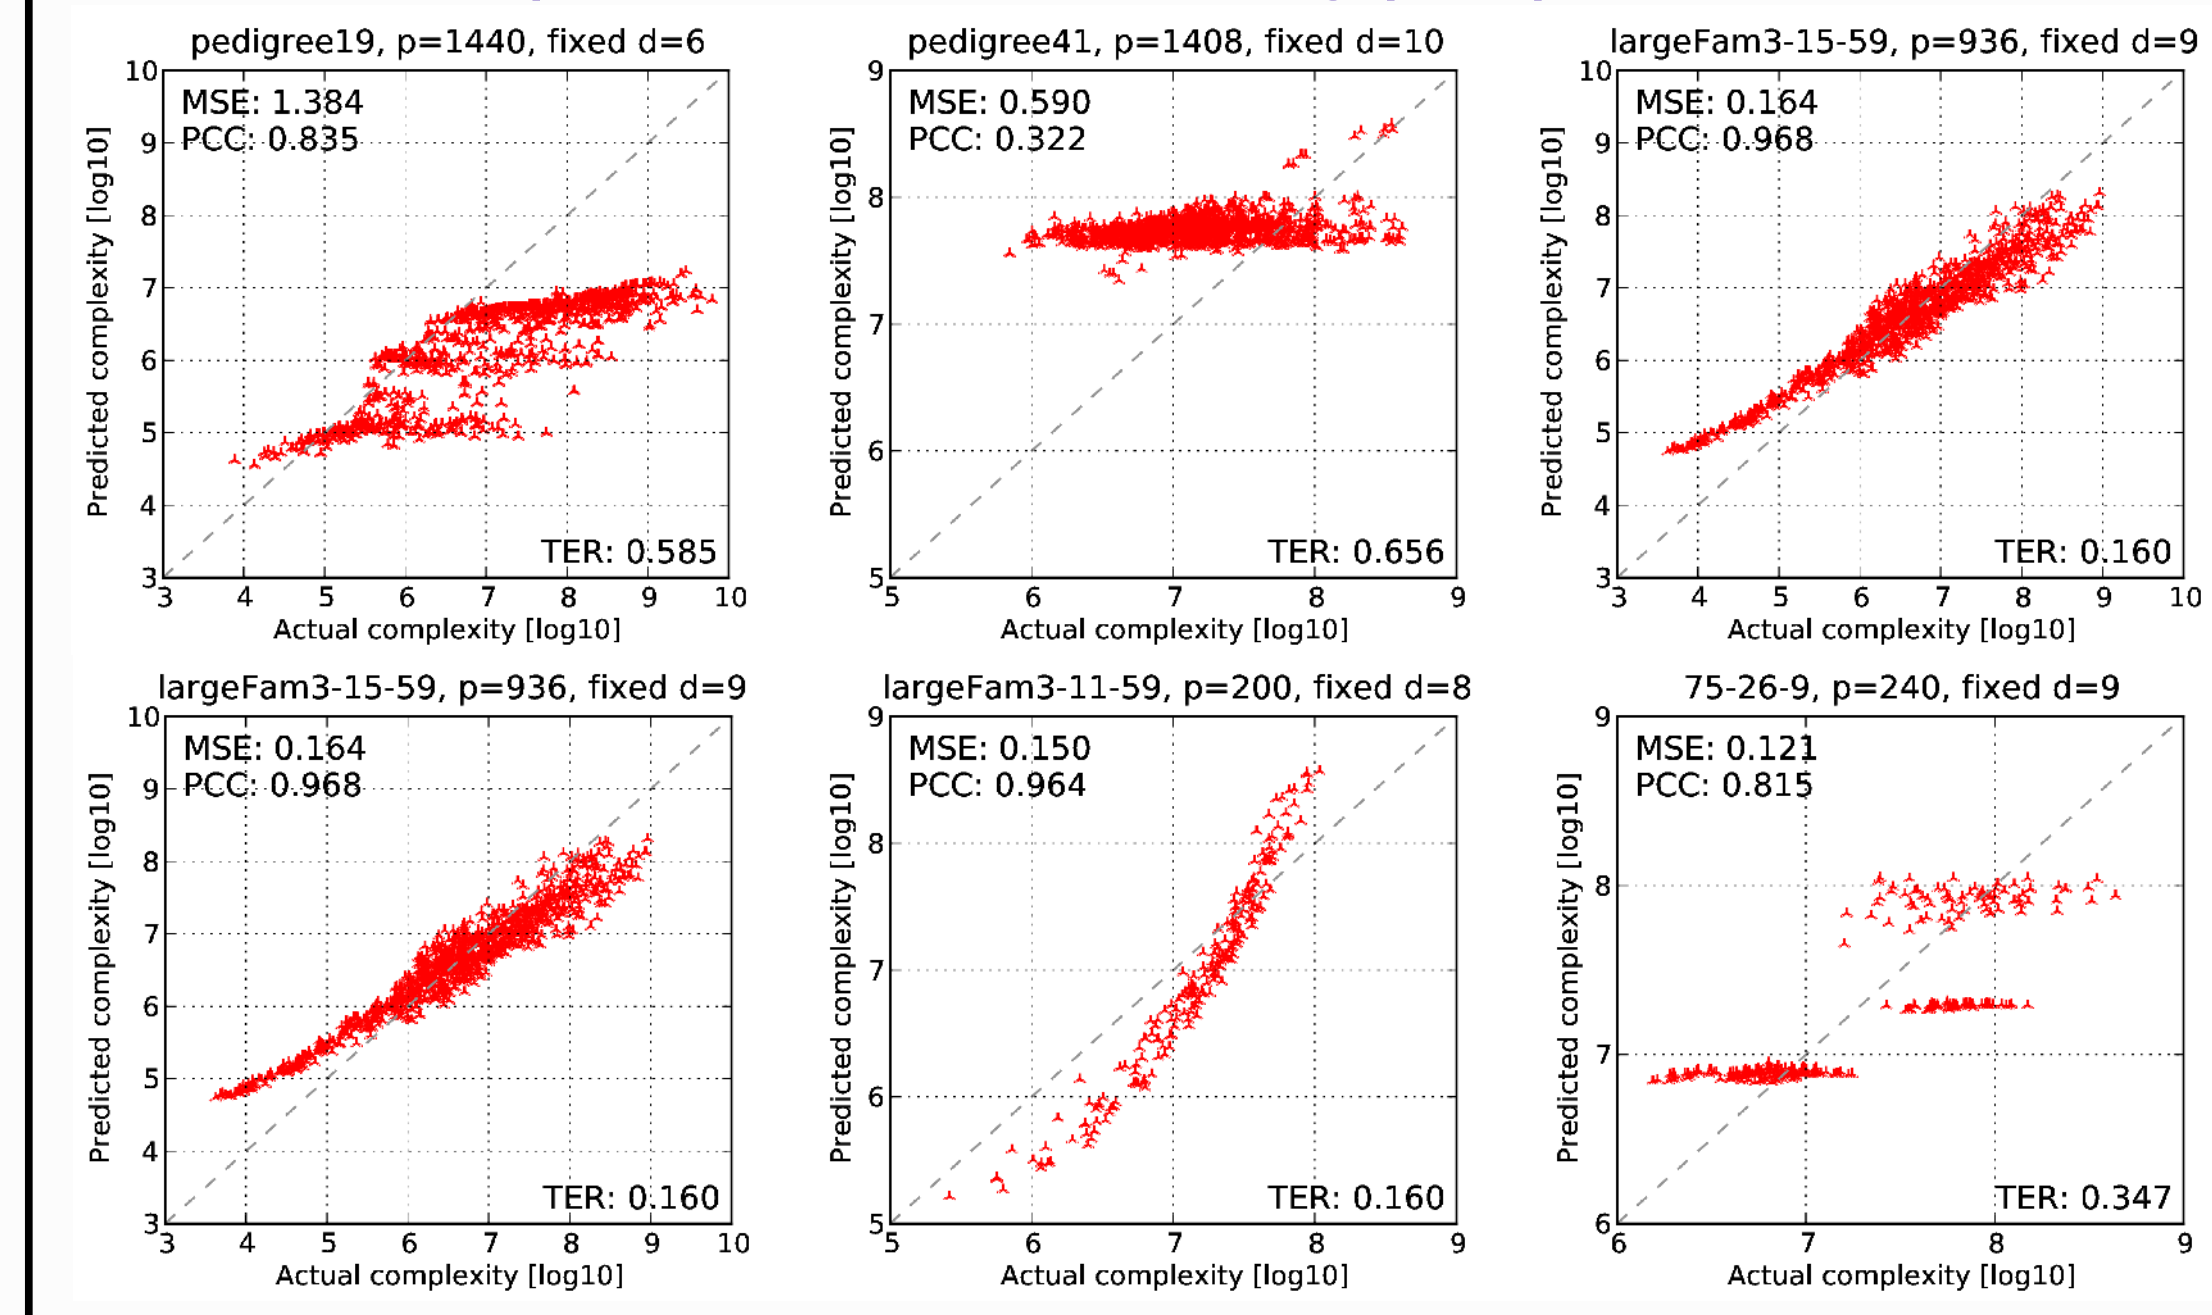 pedigree19, p=1440, fixed d=6
10
9
8
7
6
5
4
3
MSE: 1.384
PCC: 0.835
TER: 0.585
Predicted complexity [log10]
3 4 5 6 7 8 9 10
Actual complexity [log10]
pedigree41, p=1408, fixed d=10
9
8
7
6
5
MSE: 0.590
PCC: 0.322
TER: 0.656
Predicted complexity [log10]
5 6 7 8 9
Actual complexity [log10]
largeFam3-15-59, p=936, fixed d=9
10
9
8
7
6
5
4
3
MSE: 0.164
PCC: 0.968
TER: 0.160
Predicted complexity [log10]
3 4 5 6 7 8 9 10
Actual complexity [log10]
largeFam3-15-59, p=936, fixed d=9
10
9
8
7
6
5
4
3
MSE: 0.164
PCC: 0.968
TER: 0.160
Predicted complexity [log10]
3 4 5 6 7 8 9 10
Actual complexity [log10]
largeFam3-11-59, p=200, fixed d=8
9
8
7
6
5
MSE: 0.150
PCC: 0.964
TER: 0.160
Predicted complexity [log10]
5 6 7 8 9
Actual complexity [log10]
75-26-9, p=240, fixed d=9
9
8
7
6
MSE: 0.121
PCC: 0.815
TER: 0.347
Predicted complexity [log10]
6 7 8 9
Actual complexity [log10]